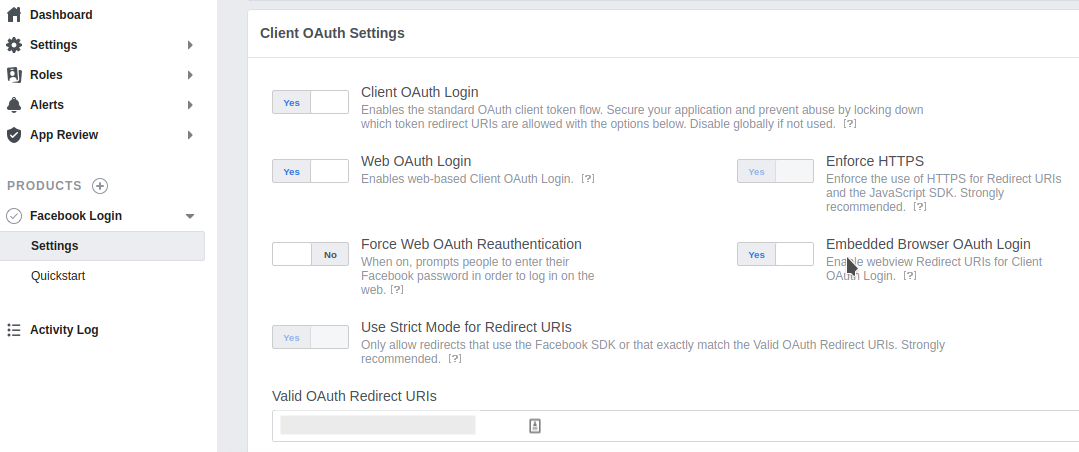 Dashboard
Settings
Roles
Alerts
App Review
PRODUCTS
Facebook Login
Settings
Quickstart
Activity Log
Client OAuth Settings
Yes
Client OAuth Login
Enables the standard OAuth client token flow. Secure your application and prevent abuse by locking down
which token redirect URIs are allowed with the options below. Disable globally if not used. [?]
Yes
Web OAuth Login
Enables web-based Client OAuth Login. [?]
Yes
Enforce HTTPS
Enforce the use of HTTPS for Redirect URIs
and the JavaScript SDK. Strongly
recommended. [?]
No
Force Web OAuth Reauthentication
When on, prompts people to enter their
Facebook password in order to log in on the
web. [?]
Yes
Embedded Browser OAuth Login
Enable webview Redirect URIs for Client
OAuth Login. [?]
Yes
Use Strict Mode for Redirect URIs
Only allow redirects that use the Facebook SDK or that exactly match the Valid OAuth Redirect URIs. Strongly
recommended. [?]
Valid OAuth Redirect URIs